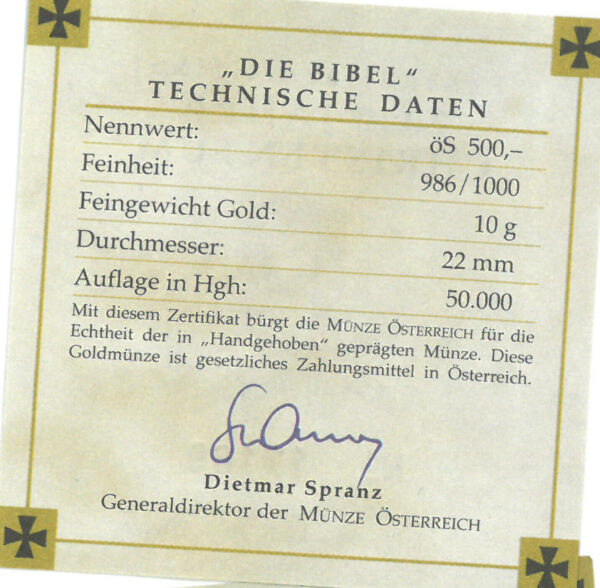 „DIE BIBEL“
TECHNISCHE DATEN
Nennwert: öS 500,–
Feinheit: 986/1000
Feingewicht Gold: 10 g
Durchmesser: 22 mm
Auflage in Hgh: 50.000
Mit diesem Zertifikat bürgt die MÜNZE ÖSTERREICH für die
Echtheit der in „Handgehoben“ geprägten Münze. Diese
Goldmünze ist gesetzliches Zahlungsmittel in Österreich.
Dietmar Spranz
Generaldirektor der MÜNZE ÖSTERREICH